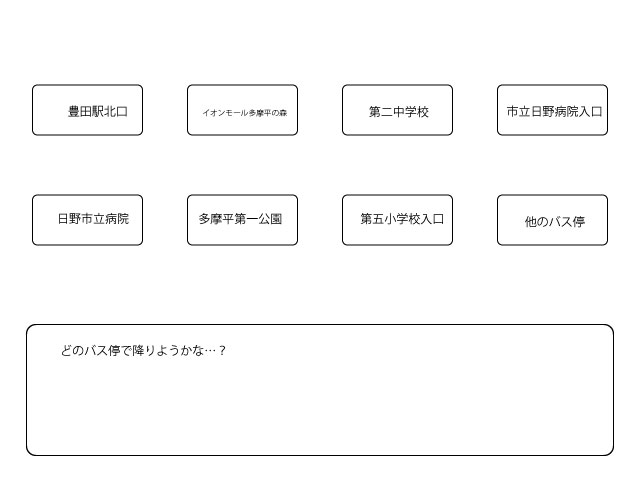 豊田駅北口
イオンモール多摩平の森
第二中学校
市立日野病院入口
日野市立病院
多摩平第一公園
第五小学校入口
他のバス停
どのバス停で降りようかな…？